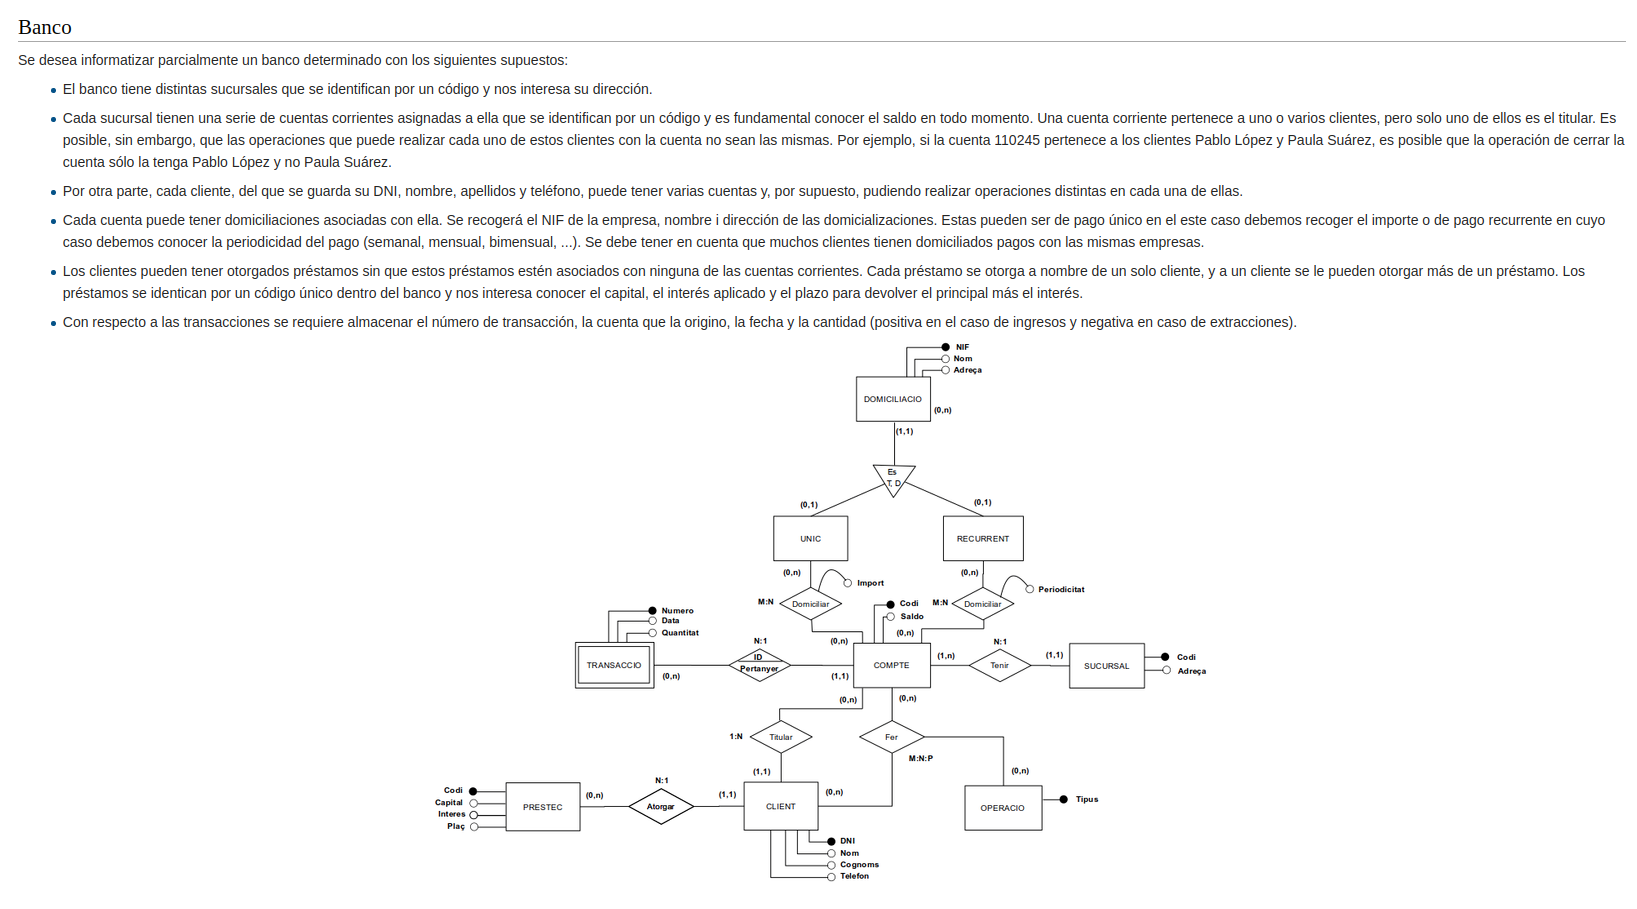 Banco
Se desea informatizar parcialmente un banco determinado con los siguientes supuestos:
El banco tiene distintas sucursales que se identifican por un código y nos interesa su dirección.
Cada sucursal tienen una serie de cuentas corrientes asignadas a ella que se identifican por un código y es fundamental conocer el saldo en todo momento. Una cuenta corriente pertenece a uno o varios clientes, pero solo uno de ellos es el titular. Es
posible, sin embargo, que las operaciones que puede realizar cada uno de estos clientes con la cuenta no sean las mismas. Por ejemplo, si la cuenta 110245 pertenece a los clientes Pablo López y Paula Suárez, es posible que la operación de cerrar la
cuenta sólo la tenga Pablo López y no Paula Suárez.
Por otra parte, cada cliente, del que se guarda su DNI, nombre, apellidos y teléfono, puede tener varias cuentas y, por supuesto, pudiendo realizar operaciones distintas en cada una de ellas.
Cada cuenta puede tener domiciliaciones asociadas con ella. Se recogerá el NIF de la empresa, nombre i dirección de las domicializaciones. Estas pueden ser de pago único en el este caso debemos recoger el importe o de pago recurrente en cuyo
caso debemos conocer la periodicidad del pago (semanal, mensual, bimensual, ...). Se debe tener en cuenta que muchos clientes tienen domiciliados pagos con las mismas empresas.
Los clientes pueden tener otorgados préstamos sin que estos préstamos estén asociados con ninguna de las cuentas corrientes. Cada préstamo se otorga a nombre de un solo cliente, y a un cliente se le pueden otorgar más de un préstamo. Los
préstamos se identican por un código único dentro del banco y nos interesa conocer el capital, el interés aplicado y el plazo para devolver el principal más el interés.
Con respecto a las transacciones se requiere almacenar el número de transacción, la cuenta que la origino, la fecha y la cantidad (positiva en el caso de ingresos y negativa en caso de extracciones).
NIF
Nom
Adreça
DOMICILIACIO
(0,n)
(1,1)
Es
T, D
(0,1)
(0,1)
UNIC
RECURRENT
(0,n)
(0,n)
Import
Periodicitat
M:N
Domiciliar
M:N
Domiciliar
Codi
Saldo
Numero
Data
Quantitat
(0,n)
(0,n)
N:1
N:1
TRANSACCIO
ID
Pertanyer
COMPTE
(1,n)
Tenir
(1,1)
SUCURSAL
Codi
Adreça
(0,n)
(1,1)
(0,n)
(0,n)
1:N
Titular
Fer
M:N:P
(1,1)
(0,n)
N:1
Codi
Capital
Interes
Plaç
PRESTEC
(0,n)
Atorgar
(1,1)
CLIENT
(0,n)
OPERACIO
Tipus
DNI
Nom
Cognoms
Telefon